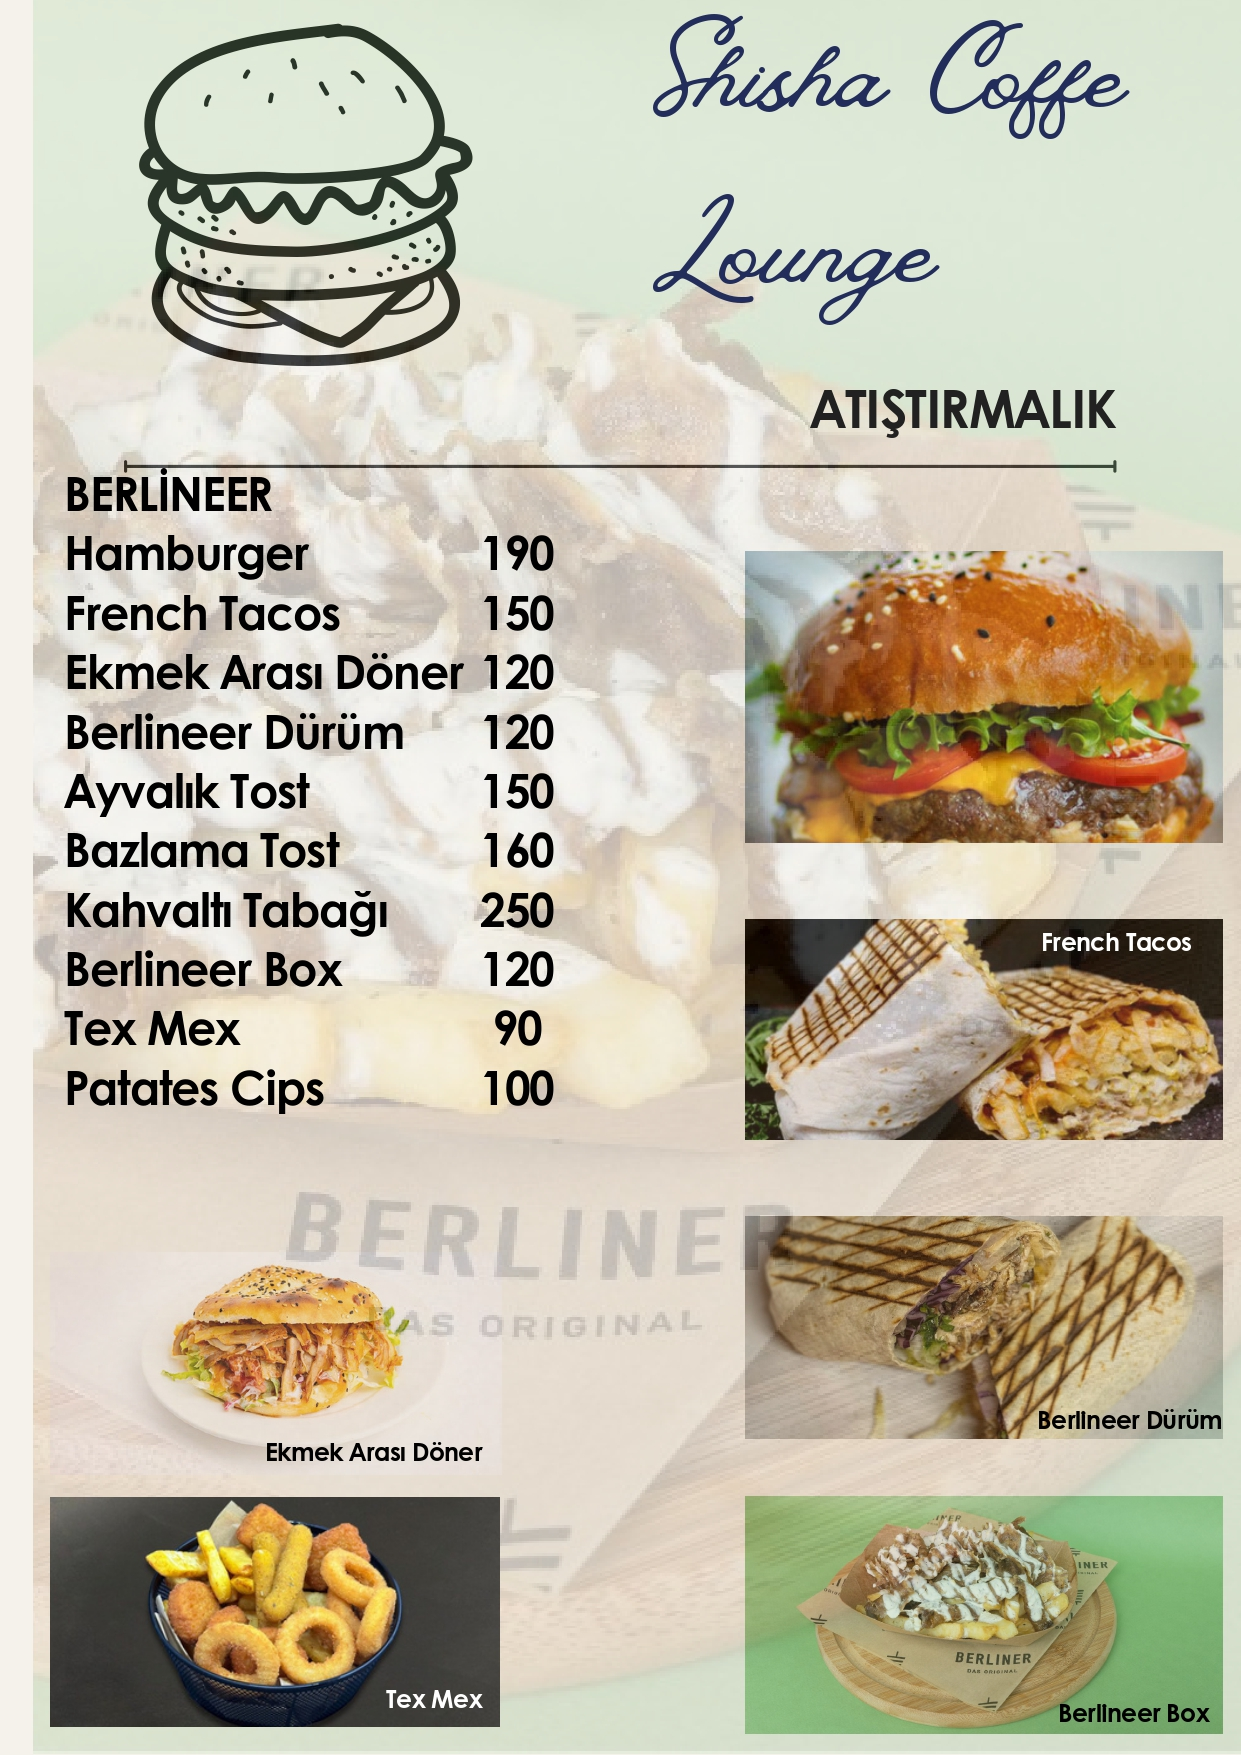 Shisha Coffe
Lounge
ATIŞTIRMALIK
BERLİNEER
Hamburger 190
French Tacos 150
Ekmek Arası Döner 120
Berlineer Dürüm 120
Ayvalık Tost 150
Bazlama Tost 160
Kahvaltı Tabağı 250
Berlineer Box 120
Tex Mex 90
Patates Cips 100
French Tacos
BERLINER
DAS ORIGINAL
Berlineer Dürüm
Ekmek Arası Döner
Tex Mex
BERLINER
DAS ORIGINAL
Berlineer Box